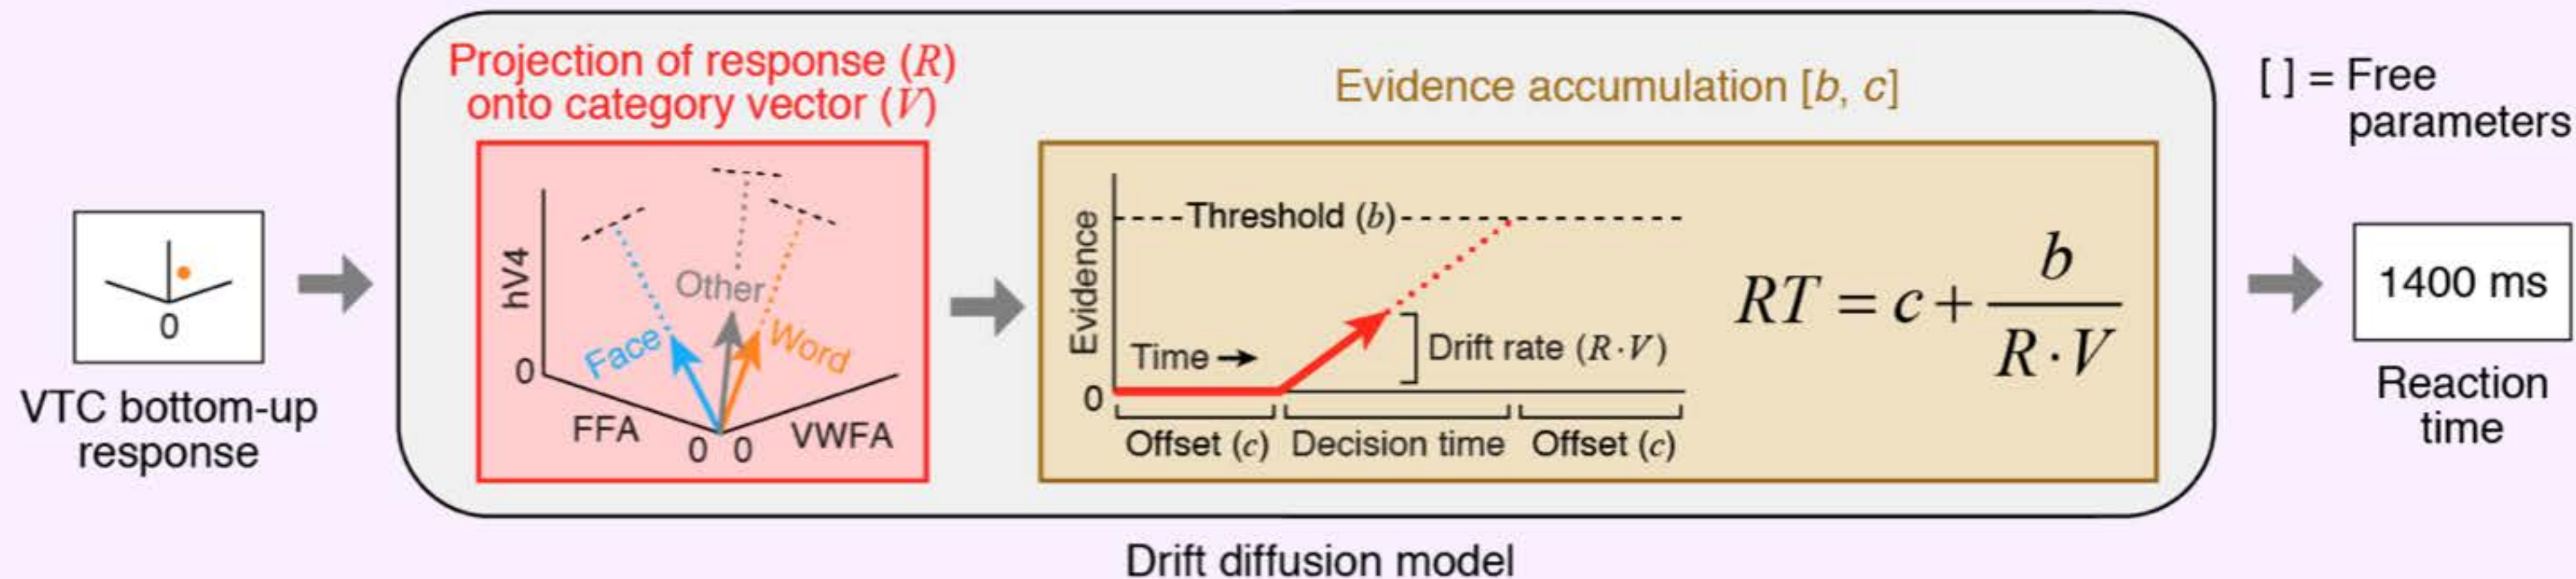 Projection of response (R)
onto category vector (V)
Evidence accumulation [b, c]
[ ] = Free
parameters
0
VTC bottom-up
response
hV4
0
Face
Other
Word
FFA
0 0
VWFA
Evidence
Threshold (b)
Time →
Drift rate (R·V)
0
Offset (c)
Decision time
Offset (c)
RT = c + b / R · V
1400 ms
Reaction
time
Drift diffusion model